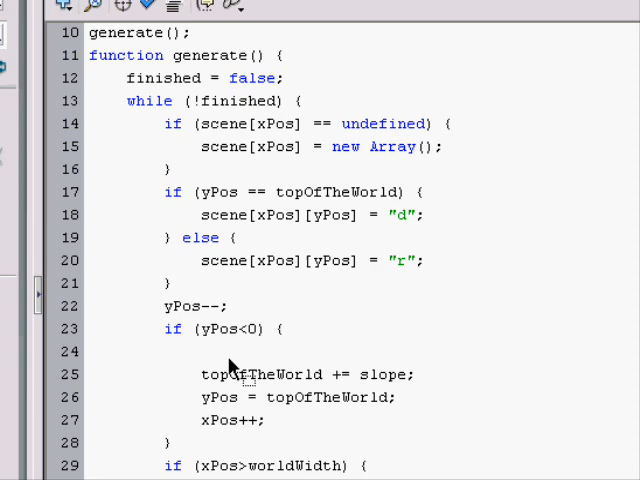 10 generate();
11 function generate() {
12 finished = false;
13 while (!finished) {
14 if (scene[xPos] == undefined) {
15 scene[xPos] = new Array();
16 }
17 if (yPos == topOfTheWorld) {
18 scene[xPos][yPos] = "d";
19 } else {
20 scene[xPos][yPos] = "r";
21 }
22 yPos--;
23 if (yPos<0) {
24
25 topOfTheWorld += slope;
26 yPos = topOfTheWorld;
27 xPos++;
28 }
29 if (xPos>worldWidth) {